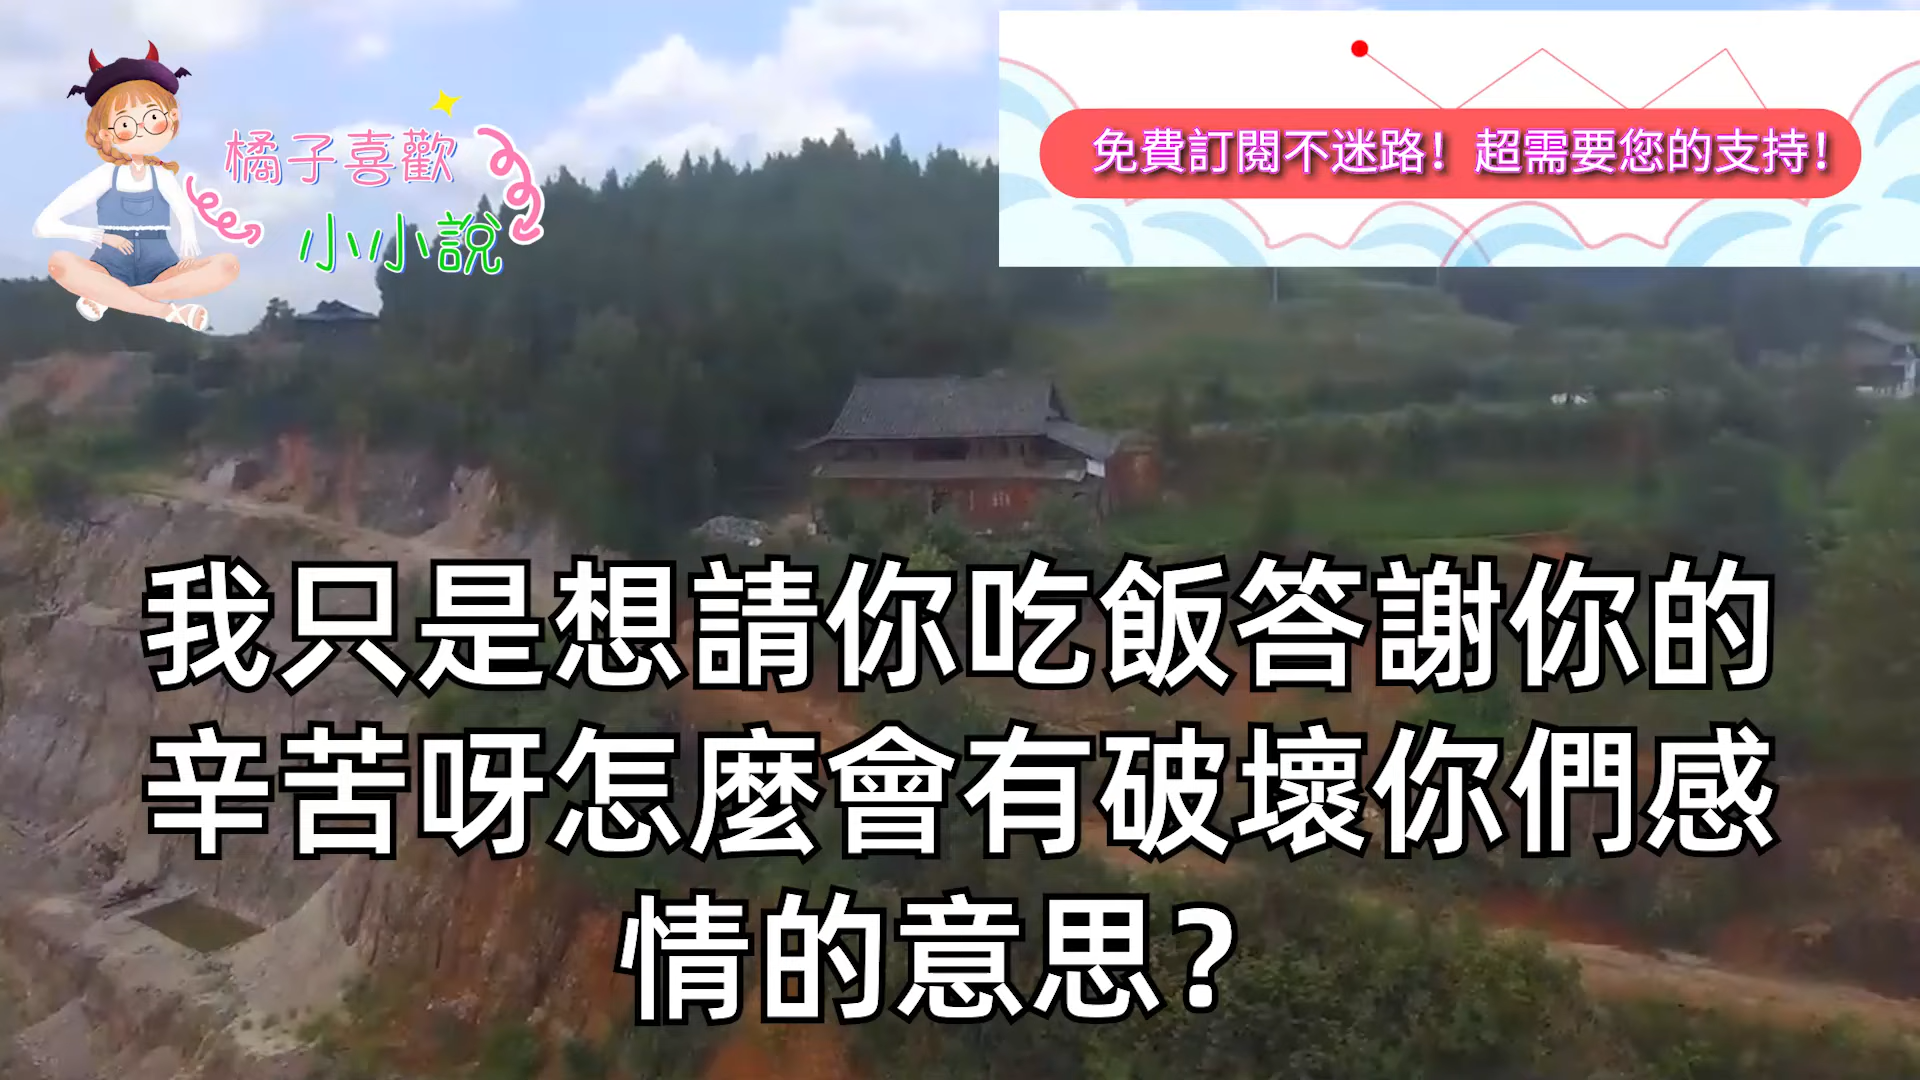 橘子喜歡
小小說
免費訂閱不迷路！超需要您的支持！
我只是想請你吃飯答謝你的
辛苦呀怎麼會有破壞你們感
情的意思？